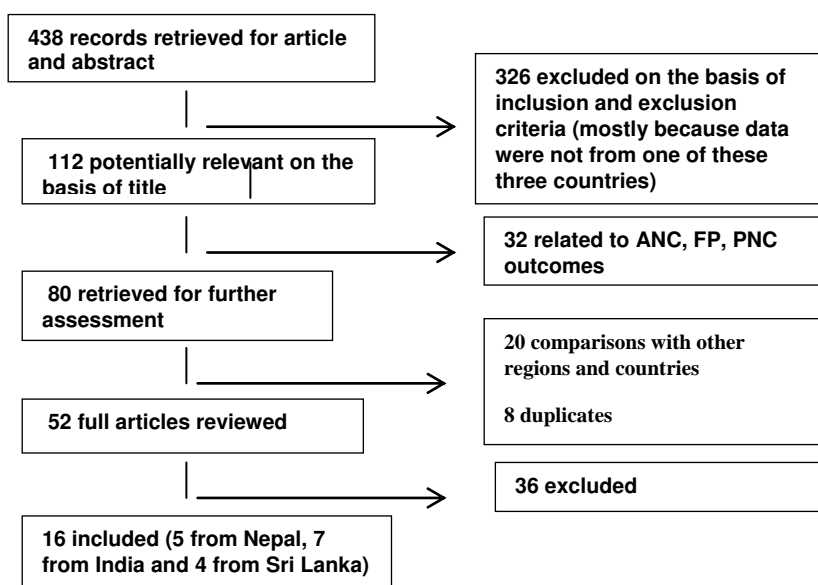 438 records retrieved for article
and abstract
326 excluded on the basis of
inclusion and exclusion
criteria (mostly because data
were not from one of these
three countries)
112 potentially relevant on the
basis of title
32 related to ANC, FP, PNC
outcomes
80 retrieved for further
assessment
20 comparisons with other
regions and countries
8 duplicates
52 full articles reviewed
36 excluded
16 included (5 from Nepal, 7
from India and 4 from Sri Lanka)